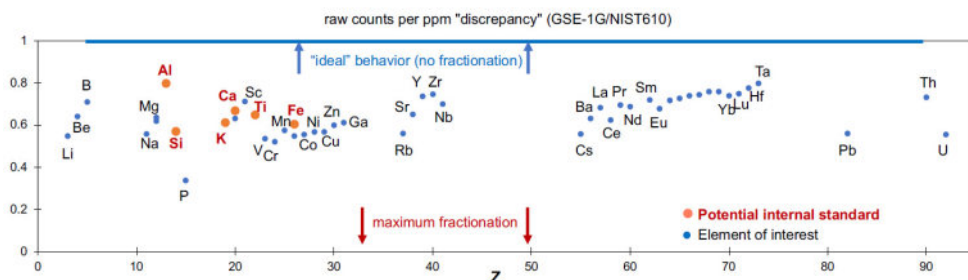 raw counts per ppm "discrepancy" (GSE-1G/NIST610)
1
"ideal" behavior (no fractionation)
0.8
0.6
0.4
0.2
0
Li
Be
B
Na
Mg
Al
Si
P
K
Ca
Sc
Ti
V
Cr
Mn
Fe
Co
Ni
Cu
Zn
Ga
Rb
Sr
Y
Zr
Nb
Cs
Ba
La
Ce
Pr
Nd
Sm
Eu
Yb
Lu
Hf
Ta
Pb
Th
U
maximum fractionation
Potential internal standard
Element of interest
0 10 20 30 40 50 60 70 80 90
Z